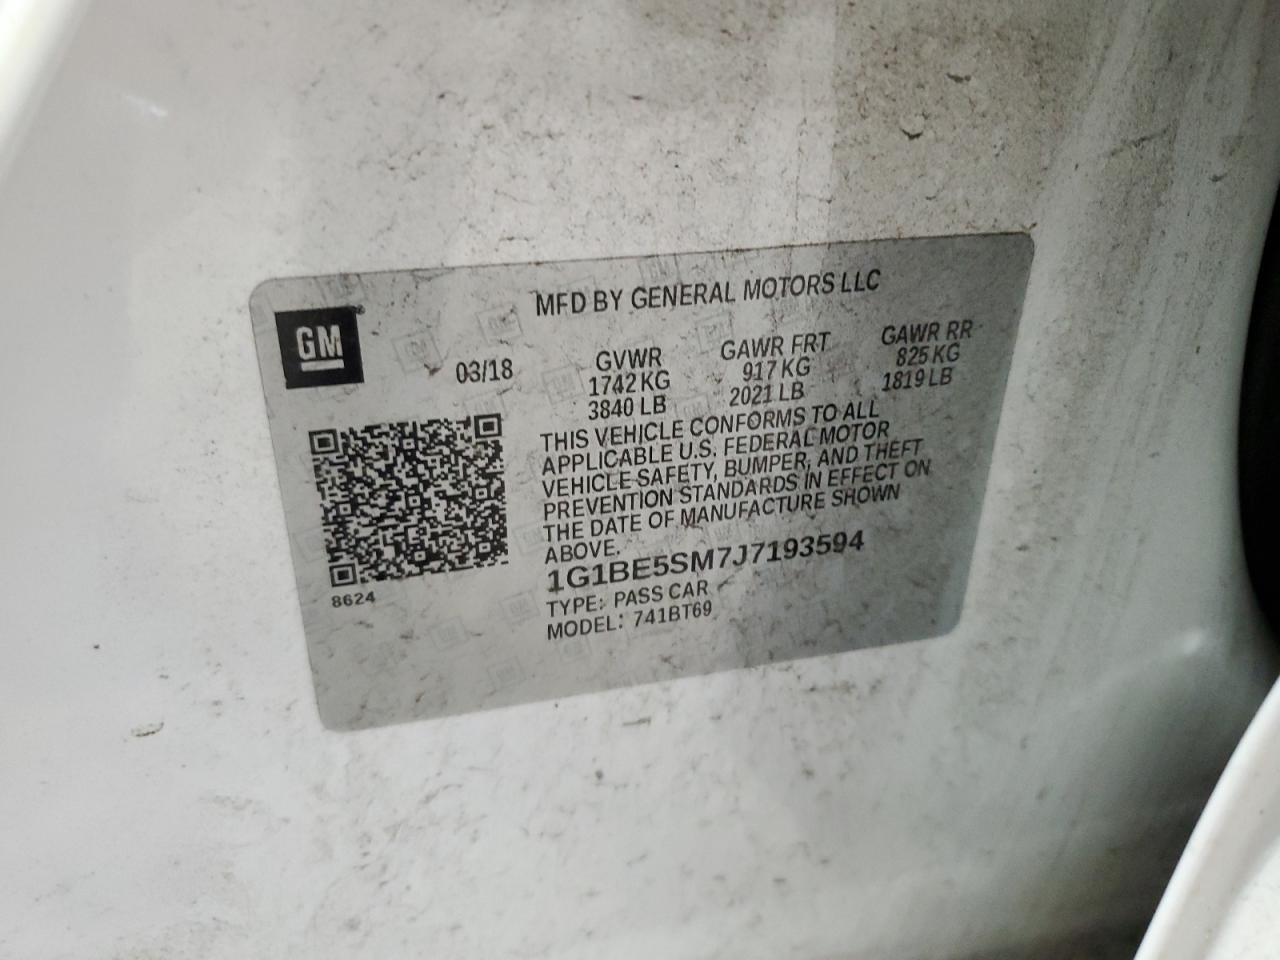 MFD BY GENERAL MOTORS LLC
GM
03/18
GVWR
1742 KG
3840 LB
GAWR FRT
917 KG
2021 LB
GAWR RR
825 KG
1819 LB
THIS VEHICLE CONFORMS TO ALL
APPLICABLE U.S. FEDERAL MOTOR
VEHICLE SAFETY, BUMPER, AND THEFT
PREVENTION STANDARDS IN EFFECT ON
THE DATE OF MANUFACTURE SHOWN
ABOVE.
1G1BE5SM7J7193594
TYPE: PASS CAR
MODEL: 741BT69
8624